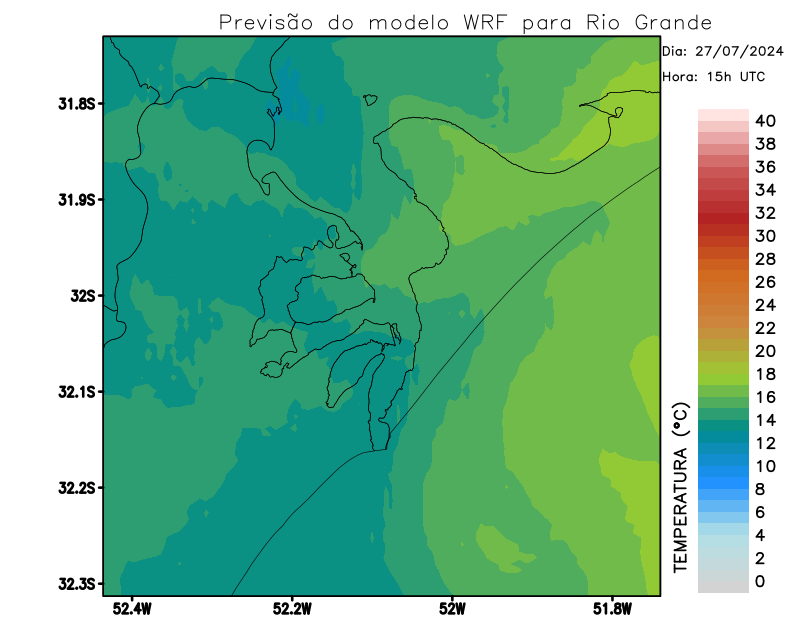 Previsão do modelo WRF para Rio Grande
Dia: 27/07/2024
Hora: 15h UTC
31.8S
31.9S
32S
32.1S
32.2S
32.3S
52.4W
52.2W
52W
51.8W
TEMPERATURA (°C)
40
38
36
34
32
30
28
26
24
22
20
18
16
14
12
10
8
6
4
2
0